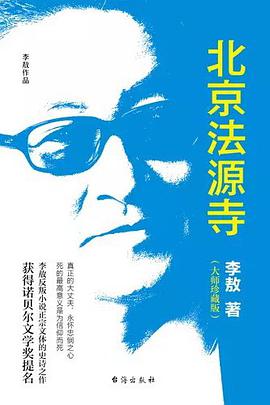 李敖作品
北京法源寺
李敖 著
(大师珍藏版)
真正的大丈夫，永怀忠恻之心
死的最高意义是为信仰而死
李敖反叛小说正宗文体的史诗之作
获得诺贝尔文学奖提名
台海出版社